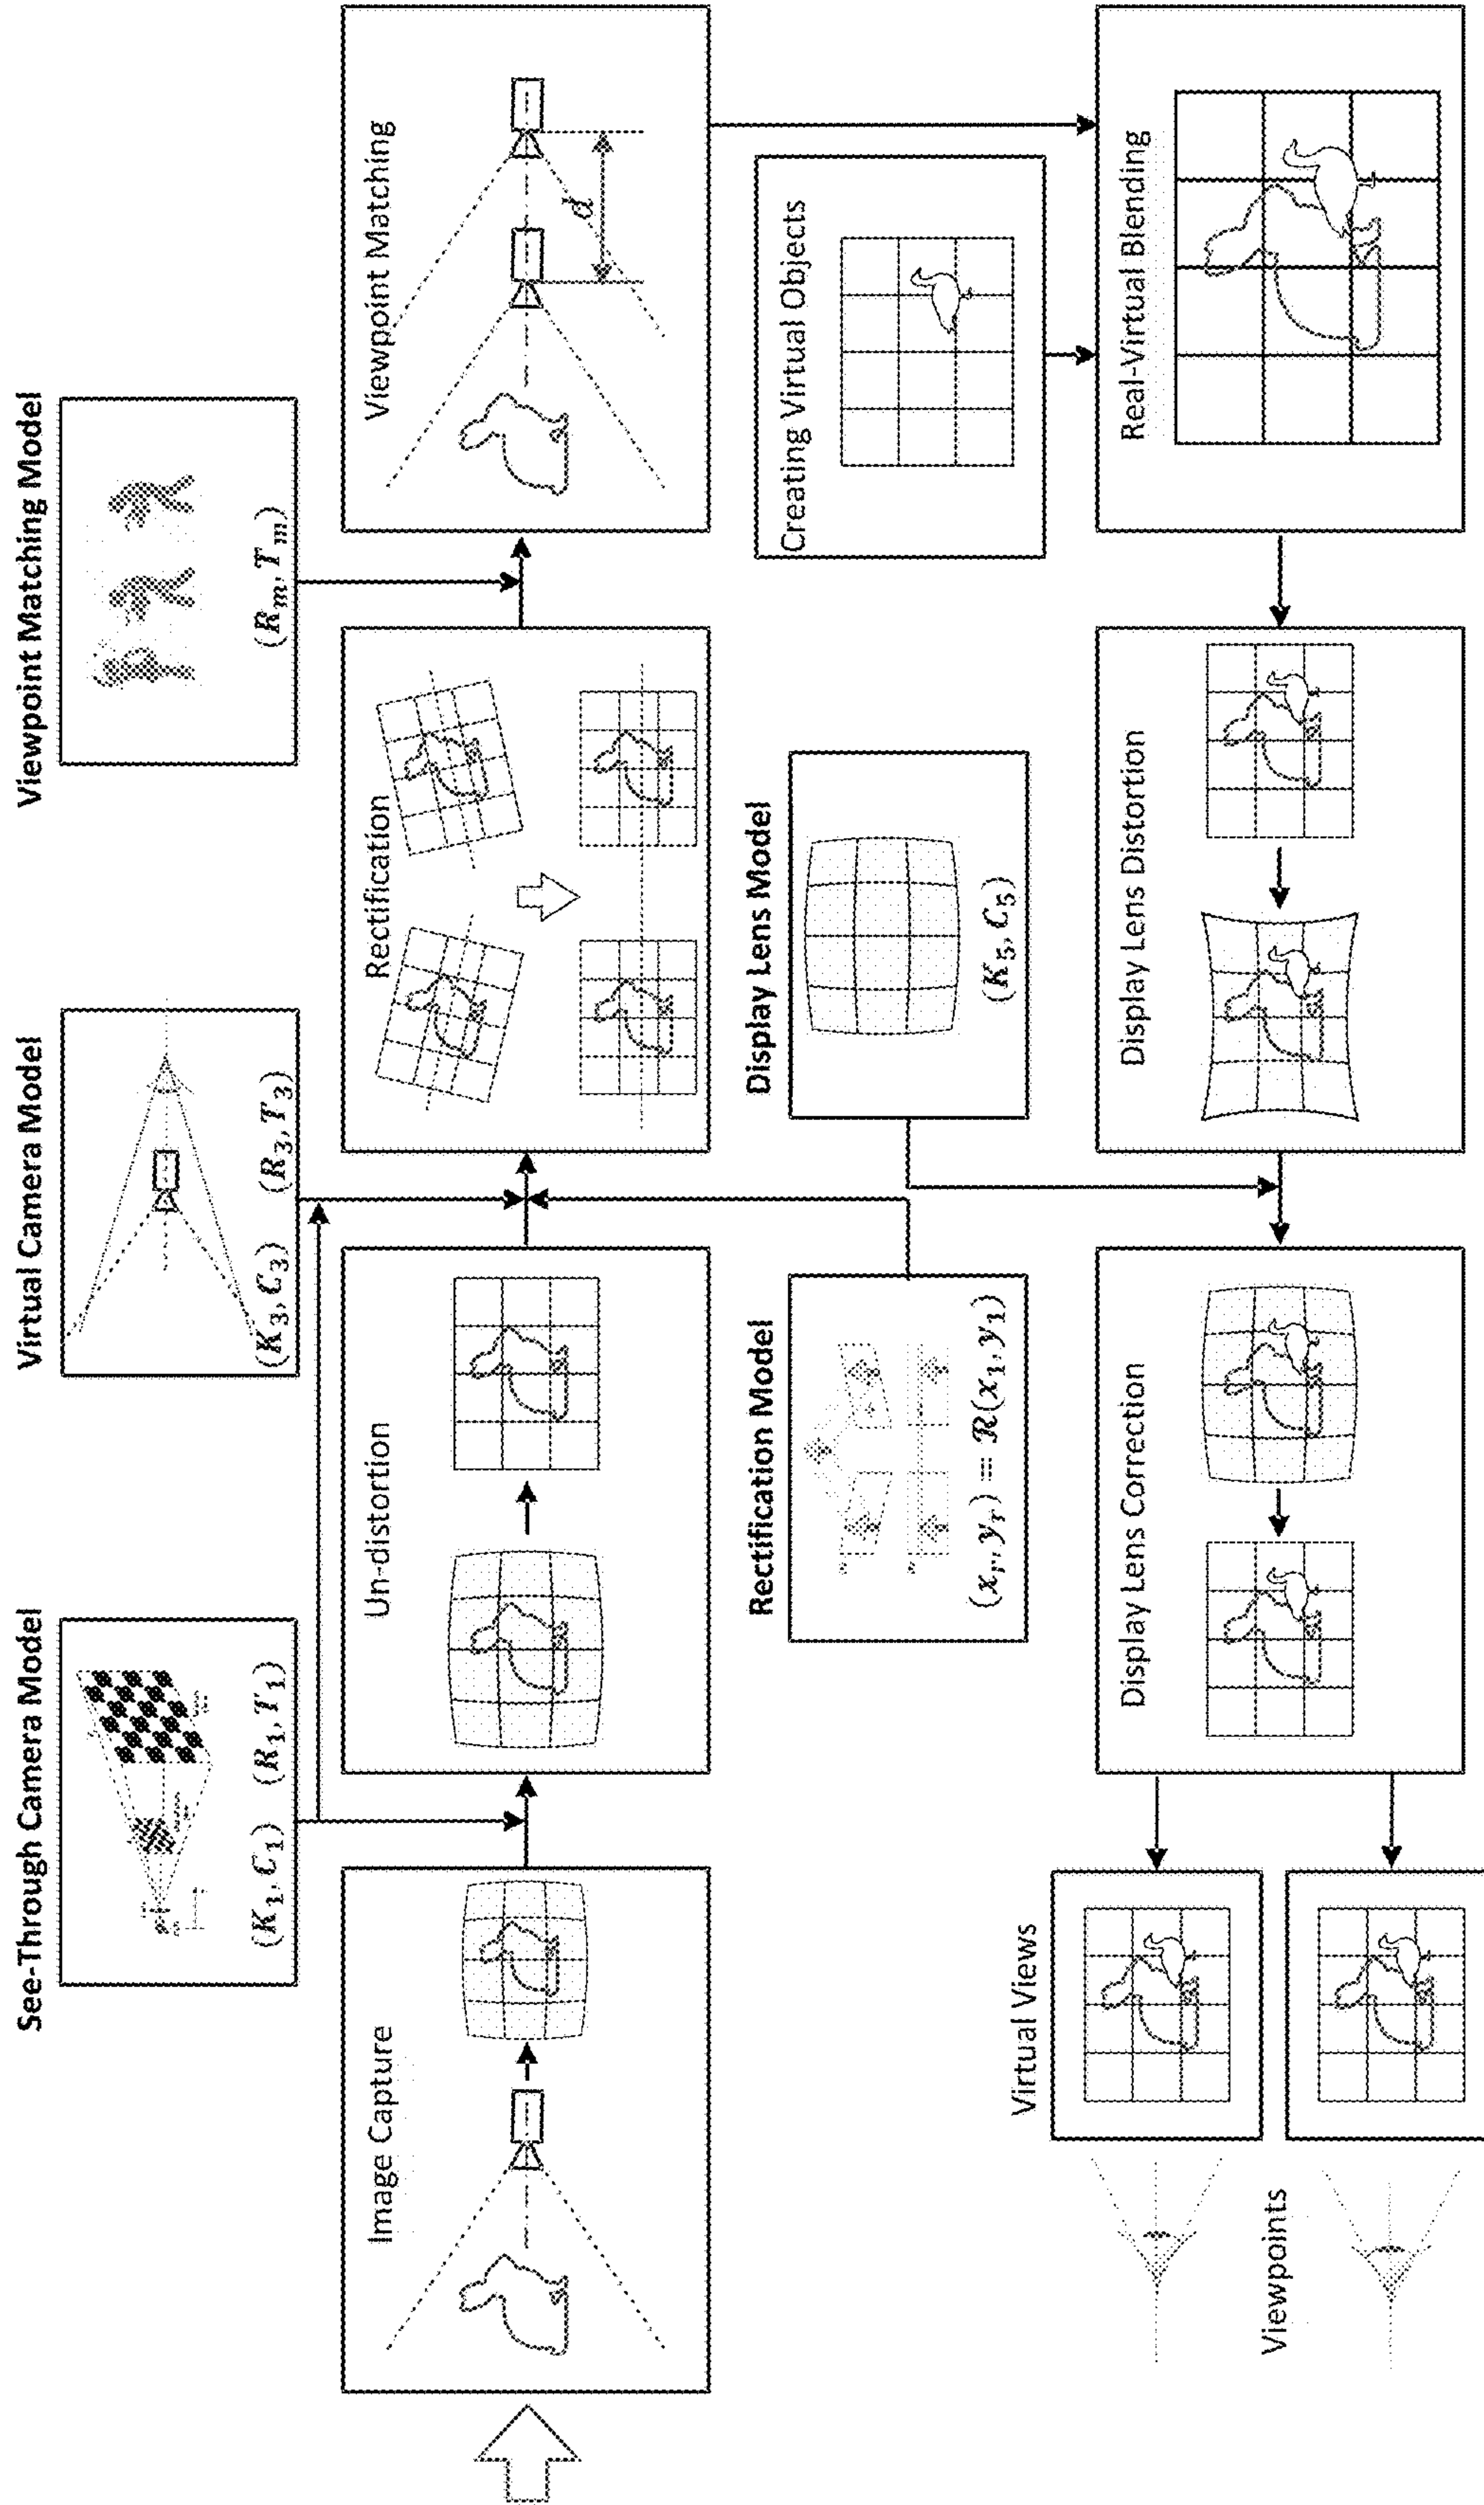 See-Through Camera Model
(K₁, C₁) (R₁, T₁)
Virtual Camera Model
(K₃, C₃) (R₃, T₃)
Viewpoint Matching Model
(Rₘ, Tₘ)
Image Capture
Un-distortion
Rectification
Viewpoint Matching
d
Rectification Model
(xᵣ, yᵣ) = ℛ(x₁, y₁)
Display Lens Model
(K₅, C₅)
Creating Virtual Objects
Virtual Views
Viewpoints
Display Lens Correction
Display Lens Distortion
Real-Virtual Blending